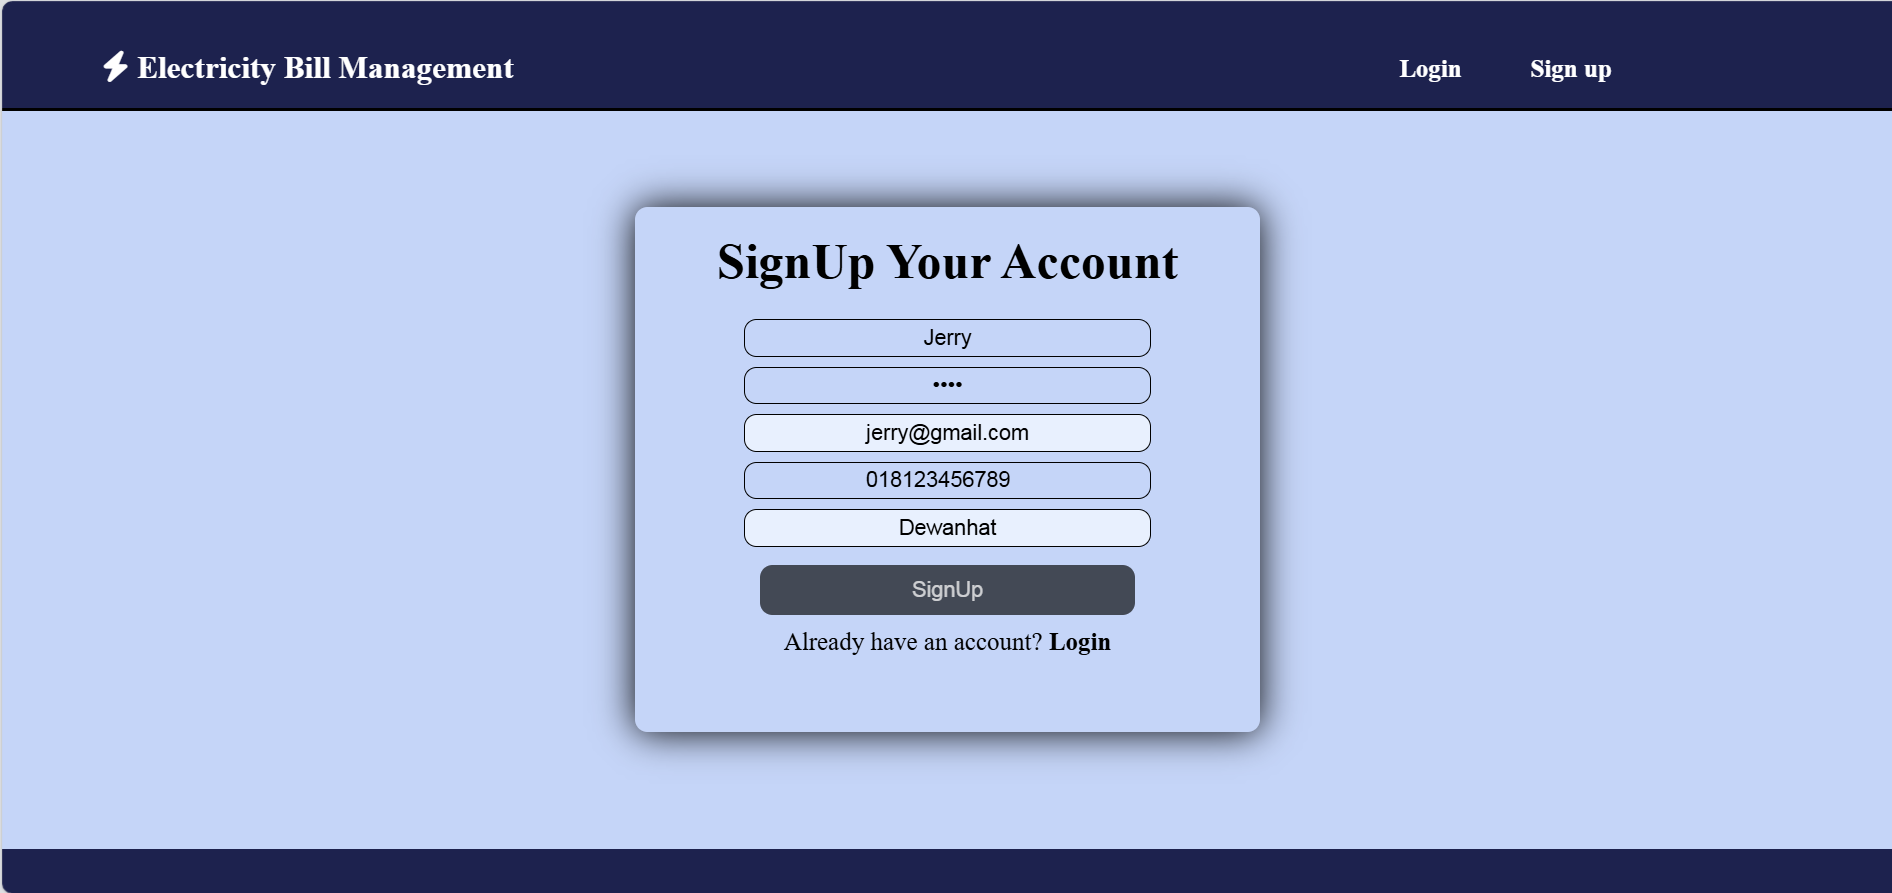 Electricity Bill Management
Login
Sign up
SignUp Your Account
Jerry
••••
jerry@gmail.com
018123456789
Dewanhat
SignUp
Already have an account? Login